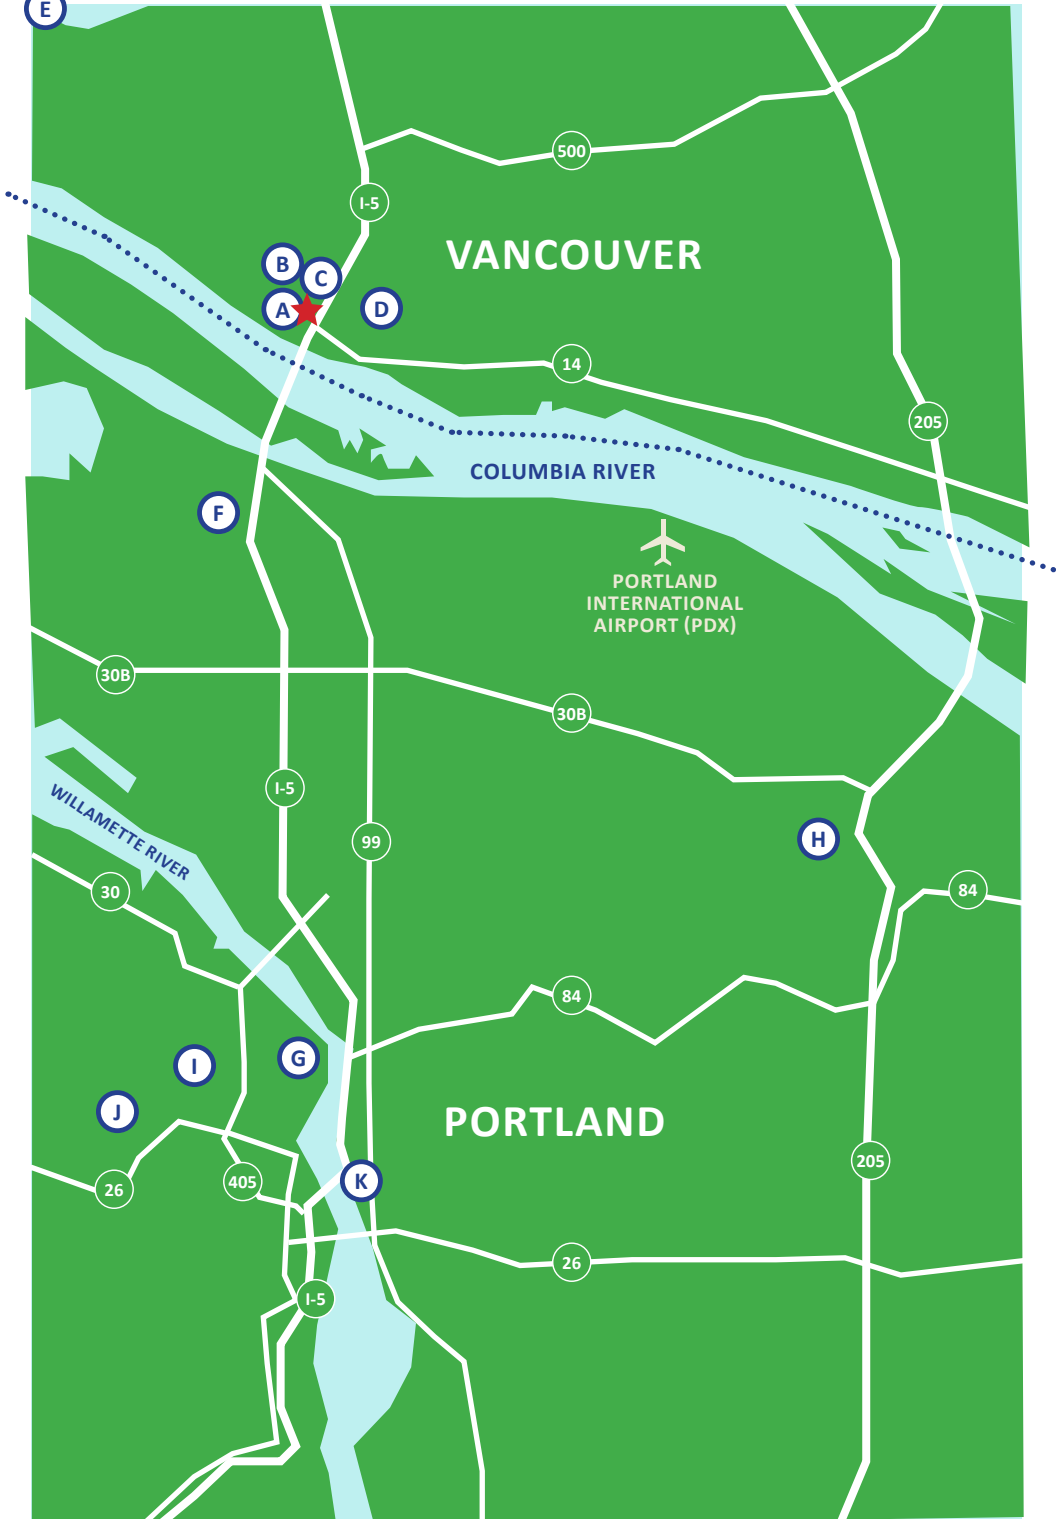 E
500
I-5
VANCOUVER
B
C
A
D
14
205
COLUMBIA RIVER
F
PORTLAND
INTERNATIONAL
AIRPORT (PDX)
30B
30B
I-5
WILLAMETTE RIVER
99
H
30
84
84
G
I
J
PORTLAND
205
K
405
26
26
I-5